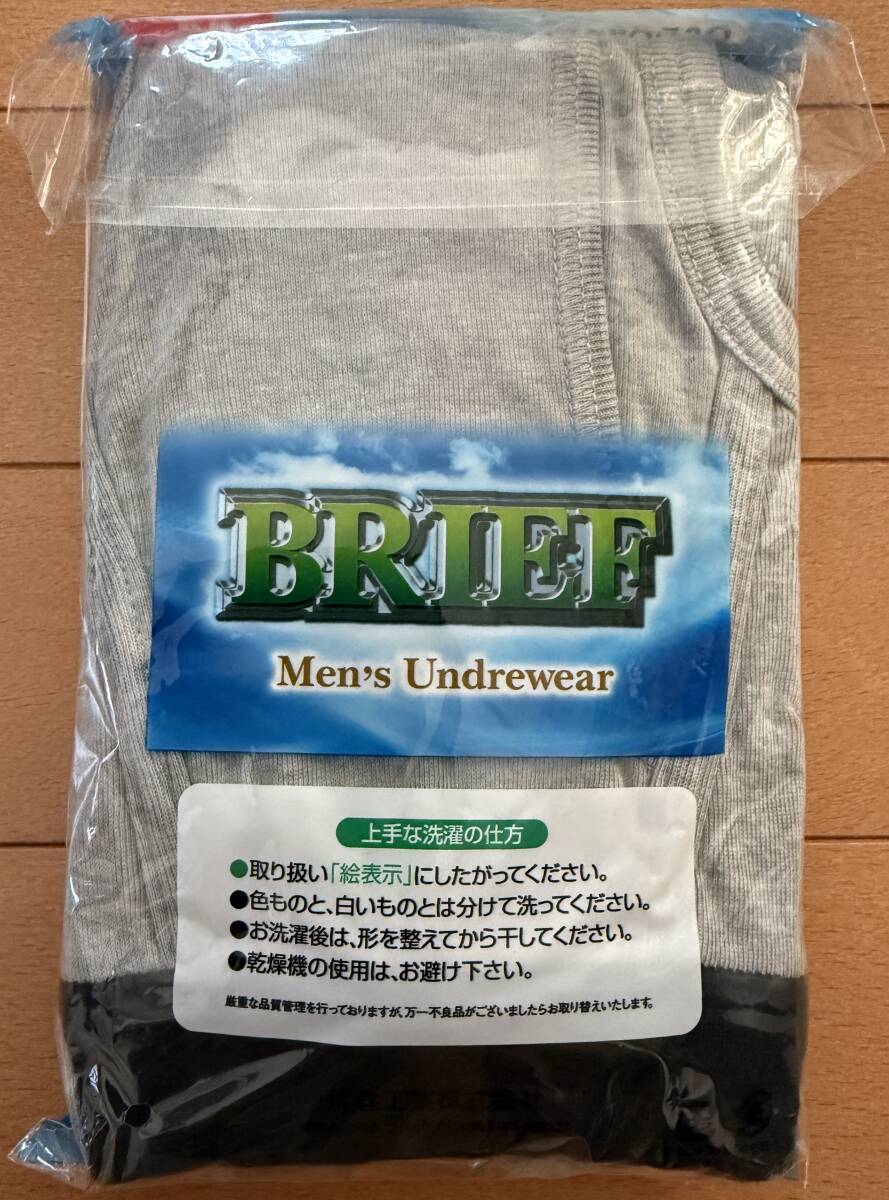 BRIEF
Men's Undrewear
上手な洗濯の仕方
●取り扱い「絵表示」にしたがってください。
●色ものと、白いものとは分けて洗ってください。
●お洗濯後は、形を整えてから干してください。
●乾燥機の使用は、お避け下さい。
厳重な品質管理を行っておりますが、万一不良品がございましたらお取り替えいたします。